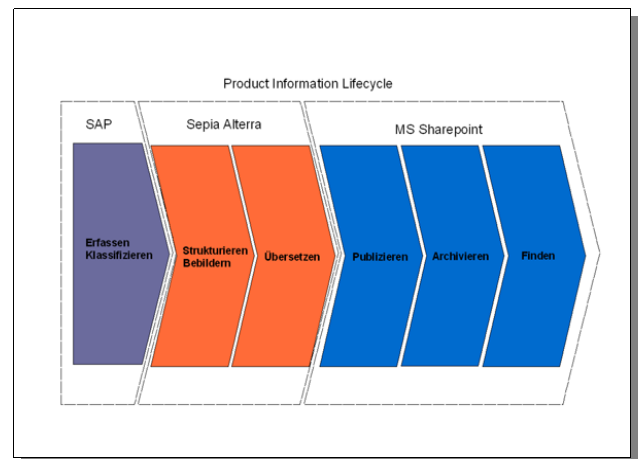 Product Information Lifecycle
SAP
Sepia Alterra
MS Sharepoint
Erfassen
Klassifizieren
Strukturieren
Bebildern
Übersetzen
Publizieren
Archivieren
Finden